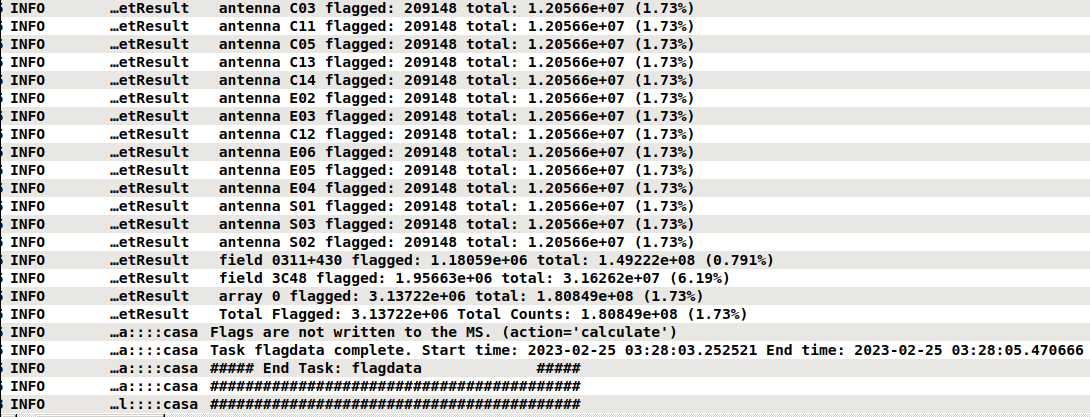 INFO …etResult antenna C03 flagged: 209148 total: 1.20566e+07 (1.73%)
INFO …etResult antenna C11 flagged: 209148 total: 1.20566e+07 (1.73%)
INFO …etResult antenna C05 flagged: 209148 total: 1.20566e+07 (1.73%)
INFO …etResult antenna C13 flagged: 209148 total: 1.20566e+07 (1.73%)
INFO …etResult antenna C14 flagged: 209148 total: 1.20566e+07 (1.73%)
INFO …etResult antenna E02 flagged: 209148 total: 1.20566e+07 (1.73%)
INFO …etResult antenna E03 flagged: 209148 total: 1.20566e+07 (1.73%)
INFO …etResult antenna C12 flagged: 209148 total: 1.20566e+07 (1.73%)
INFO …etResult antenna E06 flagged: 209148 total: 1.20566e+07 (1.73%)
INFO …etResult antenna E05 flagged: 209148 total: 1.20566e+07 (1.73%)
INFO …etResult antenna E04 flagged: 209148 total: 1.20566e+07 (1.73%)
INFO …etResult antenna S01 flagged: 209148 total: 1.20566e+07 (1.73%)
INFO …etResult antenna S03 flagged: 209148 total: 1.20566e+07 (1.73%)
INFO …etResult antenna S02 flagged: 209148 total: 1.20566e+07 (1.73%)
INFO …etResult field 0311+430 flagged: 1.18059e+06 total: 1.49222e+08 (0.791%)
INFO …etResult field 3C48 flagged: 1.95663e+06 total: 3.16262e+07 (6.19%)
INFO …etResult array 0 flagged: 3.13722e+06 total: 1.80849e+08 (1.73%)
INFO …etResult Total Flagged: 3.13722e+06 Total Counts: 1.80849e+08 (1.73%)
INFO …a::::casa Flags are not written to the MS. (action='calculate')
INFO …a::::casa Task flagdata complete. Start time: 2023-02-25 03:28:03.252521 End time: 2023-02-25 03:28:05.470666
INFO …a::::casa ##### End Task: flagdata #####
INFO …a::::casa ##########################################
INFO …l::::casa ##########################################